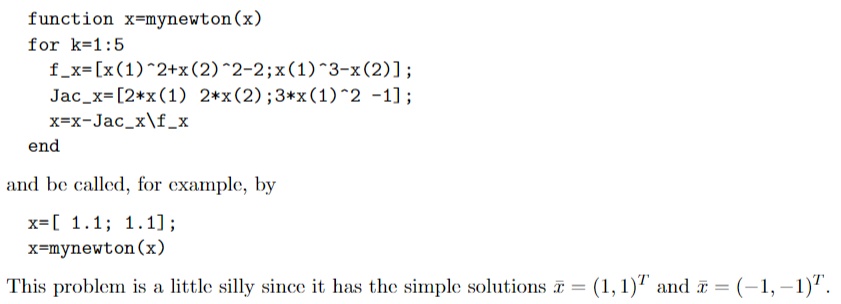 function x=mynewton(x)
for k=1:5
f_x=[x(1)^2+x(2)^2-2;x(1)^3-x(2)];
Jac_x=[2*x(1) 2*x(2);3*x(1)^2 -1];
x=x-Jac_x\f_x
end
and be called, for example, by
x=[ 1.1; 1.1];
x=mynewton(x)
This problem is a little silly since it has the simple solutions x̄ = (1, 1)ᵀ and x̄ = (−1, −1)ᵀ.